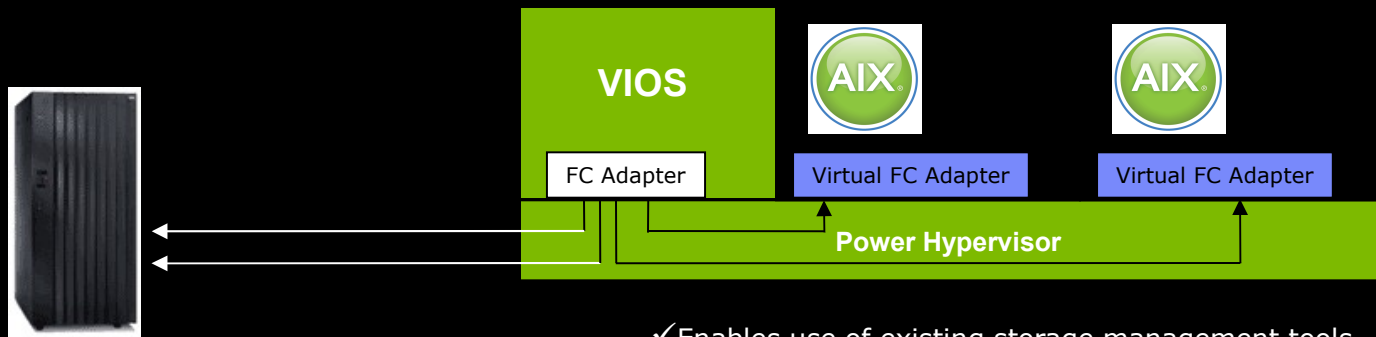 VIOS
AIX
AIX
FC Adapter
Virtual FC Adapter
Virtual FC Adapter
Power Hypervisor
✓Enables use of existing storage management tools